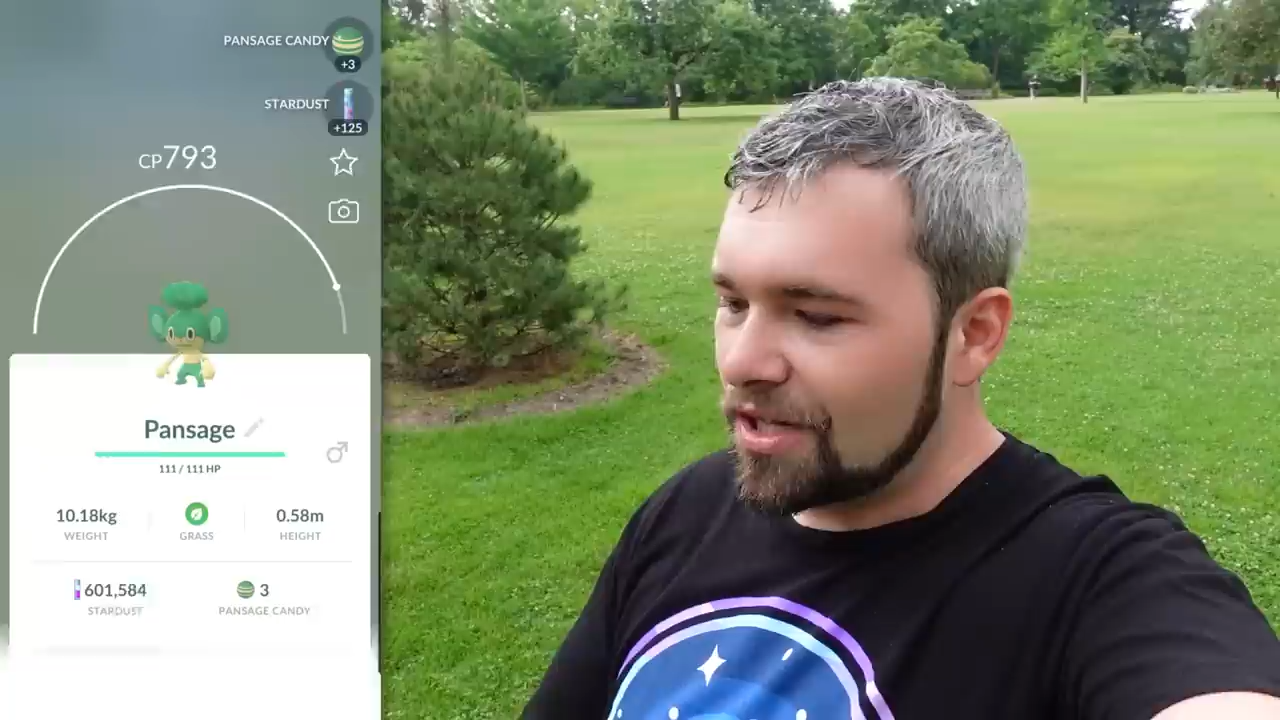 PANSAGE CANDY
+3
STARDUST
+125
CP793
Pansage
111 / 111 HP
10.18kg
WEIGHT
GRASS
0.58m
HEIGHT
601,584
STARDUST
3
PANSAGE CANDY